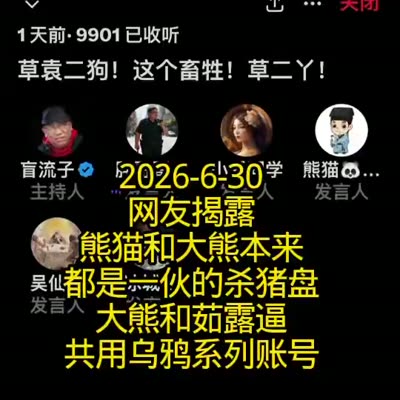 关闭
1天前· 9901 已收听
草袁二狗！这个畜牲！草二丫！
盲流子
熊猫🐼...
主持人
发言人
2026-6-30
网友揭露
熊猫和大熊本来
吴仙
都是一伙的杀猪盘
发言人
大熊和茹露逼
共用乌鸦系列账号